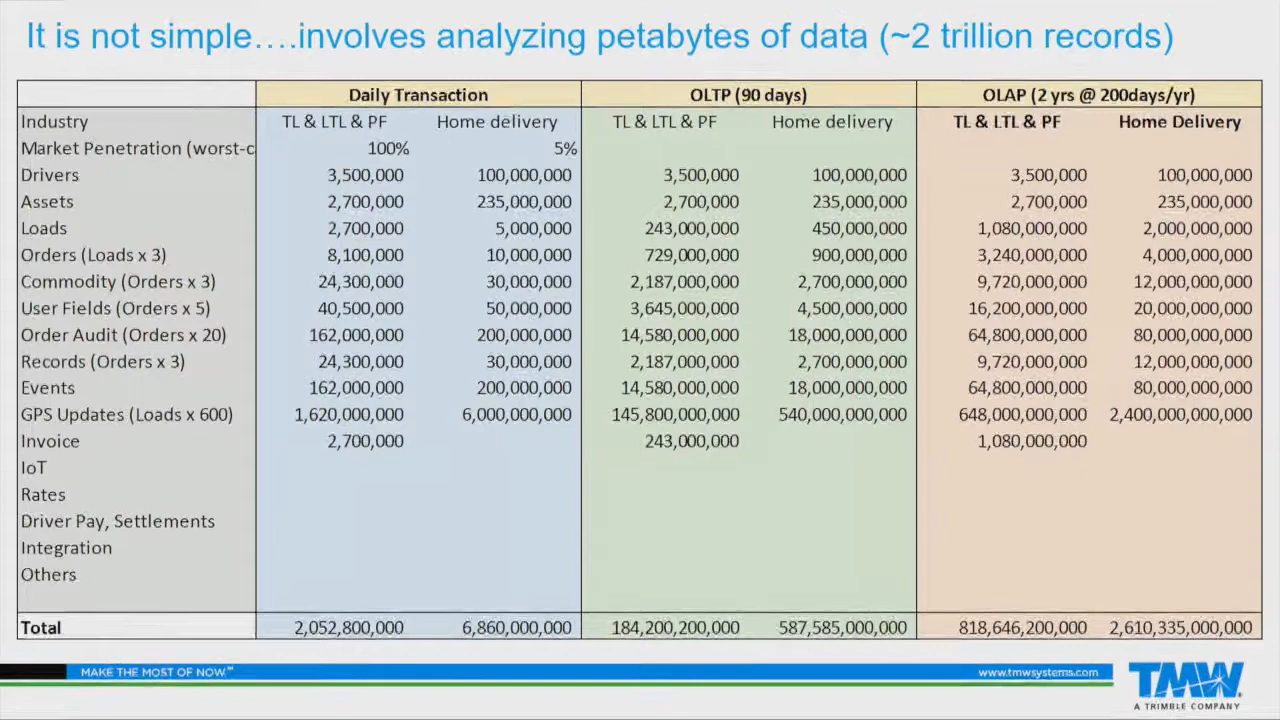 It is not simple….involves analyzing petabytes of data (~2 trillion records)
Daily Transaction OLTP (90 days) OLAP (2 yrs @ 200days/yr)
Industry TL & LTL & PF Home delivery TL & LTL & PF Home delivery TL & LTL & PF Home Delivery
Market Penetration (worst-c 100% 5%
Drivers 3,500,000 100,000,000 3,500,000 100,000,000 3,500,000 100,000,000
Assets 2,700,000 235,000,000 2,700,000 235,000,000 2,700,000 235,000,000
Loads 2,700,000 5,000,000 243,000,000 450,000,000 1,080,000,000 2,000,000,000
Orders (Loads x 3) 8,100,000 10,000,000 729,000,000 900,000,000 3,240,000,000 4,000,000,000
Commodity (Orders x 3) 24,300,000 30,000,000 2,187,000,000 2,700,000,000 9,720,000,000 12,000,000,000
User Fields (Orders x 5) 40,500,000 50,000,000 3,645,000,000 4,500,000,000 16,200,000,000 20,000,000,000
Order Audit (Orders x 20) 162,000,000 200,000,000 14,580,000,000 18,000,000,000 64,800,000,000 80,000,000,000
Records (Orders x 3) 24,300,000 30,000,000 2,187,000,000 2,700,000,000 9,720,000,000 12,000,000,000
Events 162,000,000 200,000,000 14,580,000,000 18,000,000,000 64,800,000,000 80,000,000,000
GPS Updates (Loads x 600) 1,620,000,000 6,000,000,000 145,800,000,000 540,000,000,000 648,000,000,000 2,400,000,000,000
Invoice 2,700,000 243,000,000 1,080,000,000
IoT
Rates
Driver Pay, Settlements
Integration
Others
Total 2,052,800,000 6,860,000,000 184,200,200,000 587,585,000,000 818,646,200,000 2,610,335,000,000
MAKE THE MOST OF NOW.℠ www.tmwsystems.com TMW
A TRIMBLE COMPANY